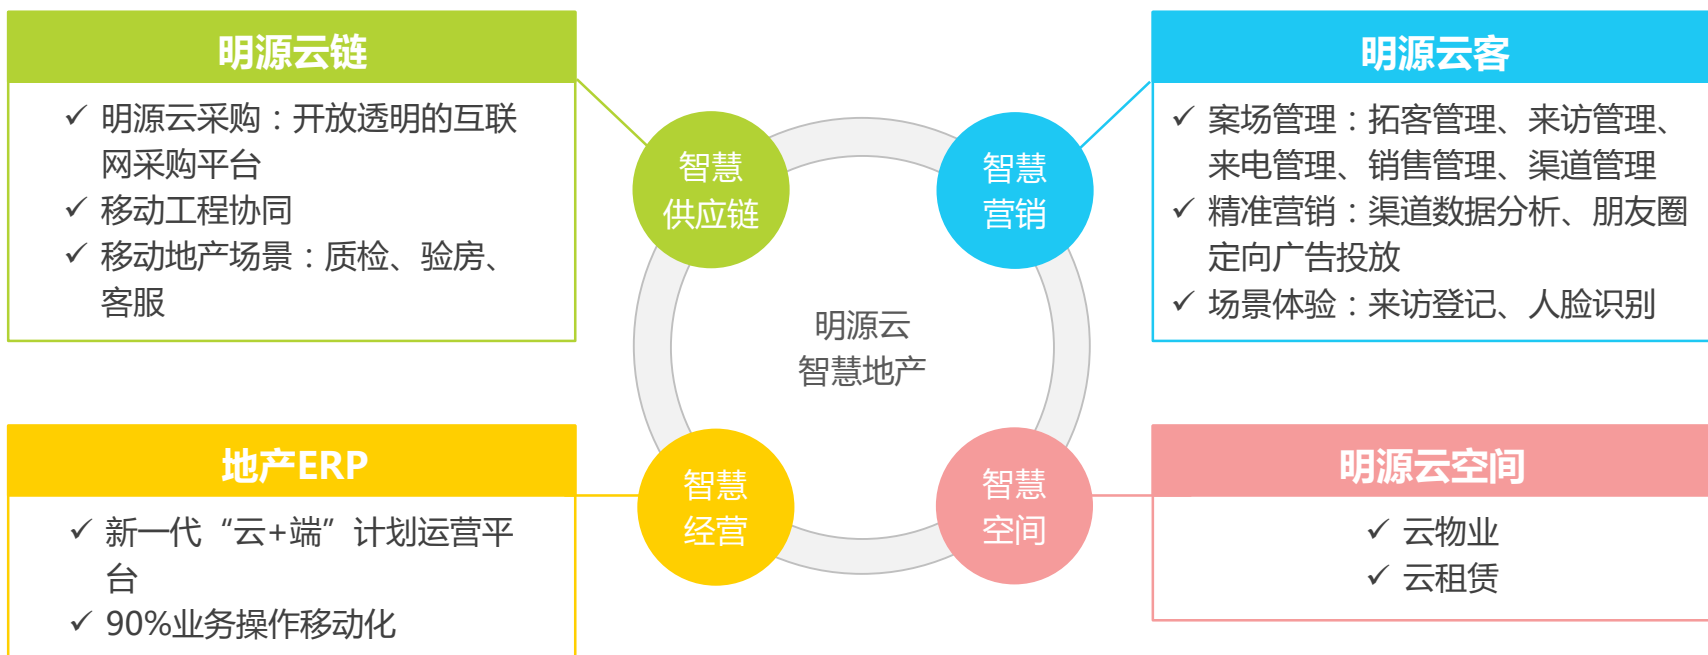 明源云链
✓ 明源云采购：开放透明的互联
网采购平台
✓ 移动工程协同
✓ 移动地产场景：质检、验房、
客服
智慧
供应链
智慧
营销
明源云客
✓ 案场管理：拓客管理、来访管理、
来电管理、销售管理、渠道管理
✓ 精准营销：渠道数据分析、朋友圈
定向广告投放
✓ 场景体验：来访登记、人脸识别
明源云
智慧地产
地产ERP
✓ 新一代“云+端”计划运营平
台
✓ 90%业务操作移动化
智慧
经营
智慧
空间
明源云空间
✓ 云物业
✓ 云租赁